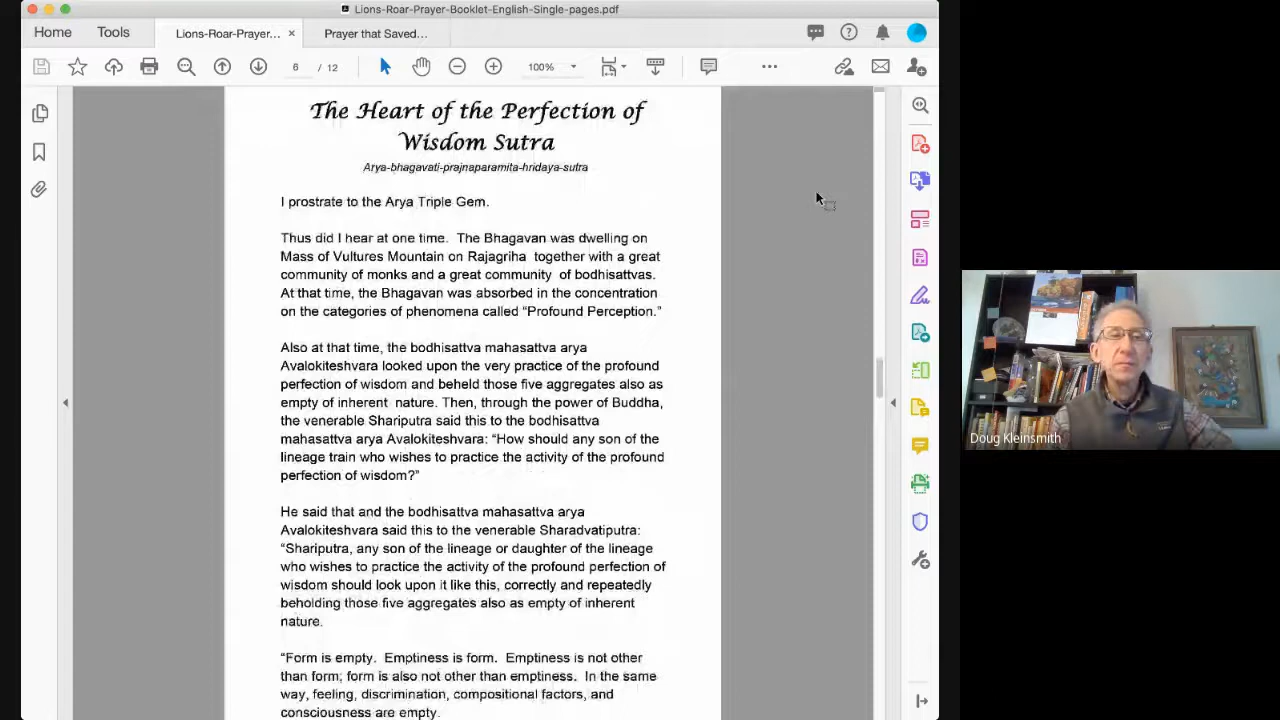 Lions-Roar-Prayer-Booklet-English-Single-pages.pdf
Home Tools Lions-Roar-Prayer... × Prayer that Saved...
6 / 12 100%
The Heart of the Perfection of
Wisdom Sutra
Arya-bhagavati-prajnaparamita-hridaya-sutra
I prostrate to the Arya Triple Gem.
Thus did I hear at one time. The Bhagavan was dwelling on
Mass of Vultures Mountain on Rajagriha together with a great
community of monks and a great community of bodhisattvas.
At that time, the Bhagavan was absorbed in the concentration
on the categories of phenomena called “Profound Perception.”
Also at that time, the bodhisattva mahasattva arya
Avalokiteshvara looked upon the very practice of the profound
perfection of wisdom and beheld those five aggregates also as
empty of inherent nature. Then, through the power of Buddha,
the venerable Shariputra said this to the bodhisattva
mahasattva arya Avalokiteshvara: “How should any son of the
lineage train who wishes to practice the activity of the profound
perfection of wisdom?”
He said that and the bodhisattva mahasattva arya
Avalokiteshvara said this to the venerable Sharadvatiputra:
“Shariputra, any son of the lineage or daughter of the lineage
who wishes to practice the activity of the profound perfection of
wisdom should look upon it like this, correctly and repeatedly
beholding those five aggregates also as empty of inherent
nature.
“Form is empty. Emptiness is form. Emptiness is not other
than form; form is also not other than emptiness. In the same
way, feeling, discrimination, compositional factors, and
consciousness are empty.
Doug Kleinsmith